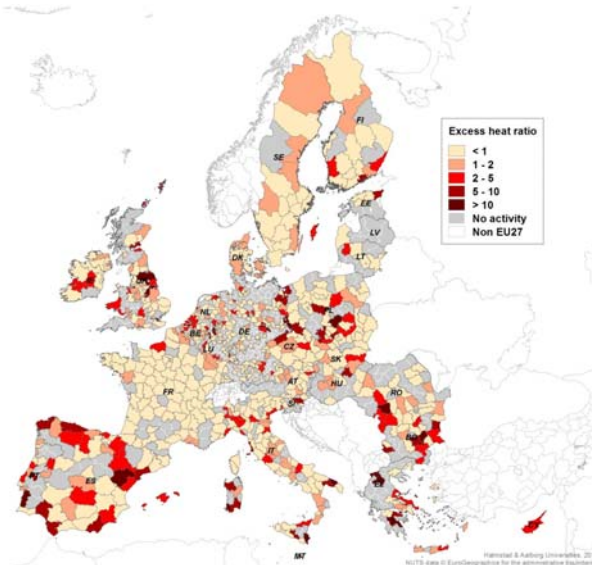 FI
SE
Excess heat ratio
< 1
1 - 2
2 - 5
5 - 10
> 10
No activity
Non EU27
EE
LV
LT
DK
NL
BE
DE
LU
CZ
SK
AT
HU
FR
RO
IT
ES
MT
Halmstad & Aalborg Universities, 20
NUTS data © EuroGeographics for the administrative boundaries